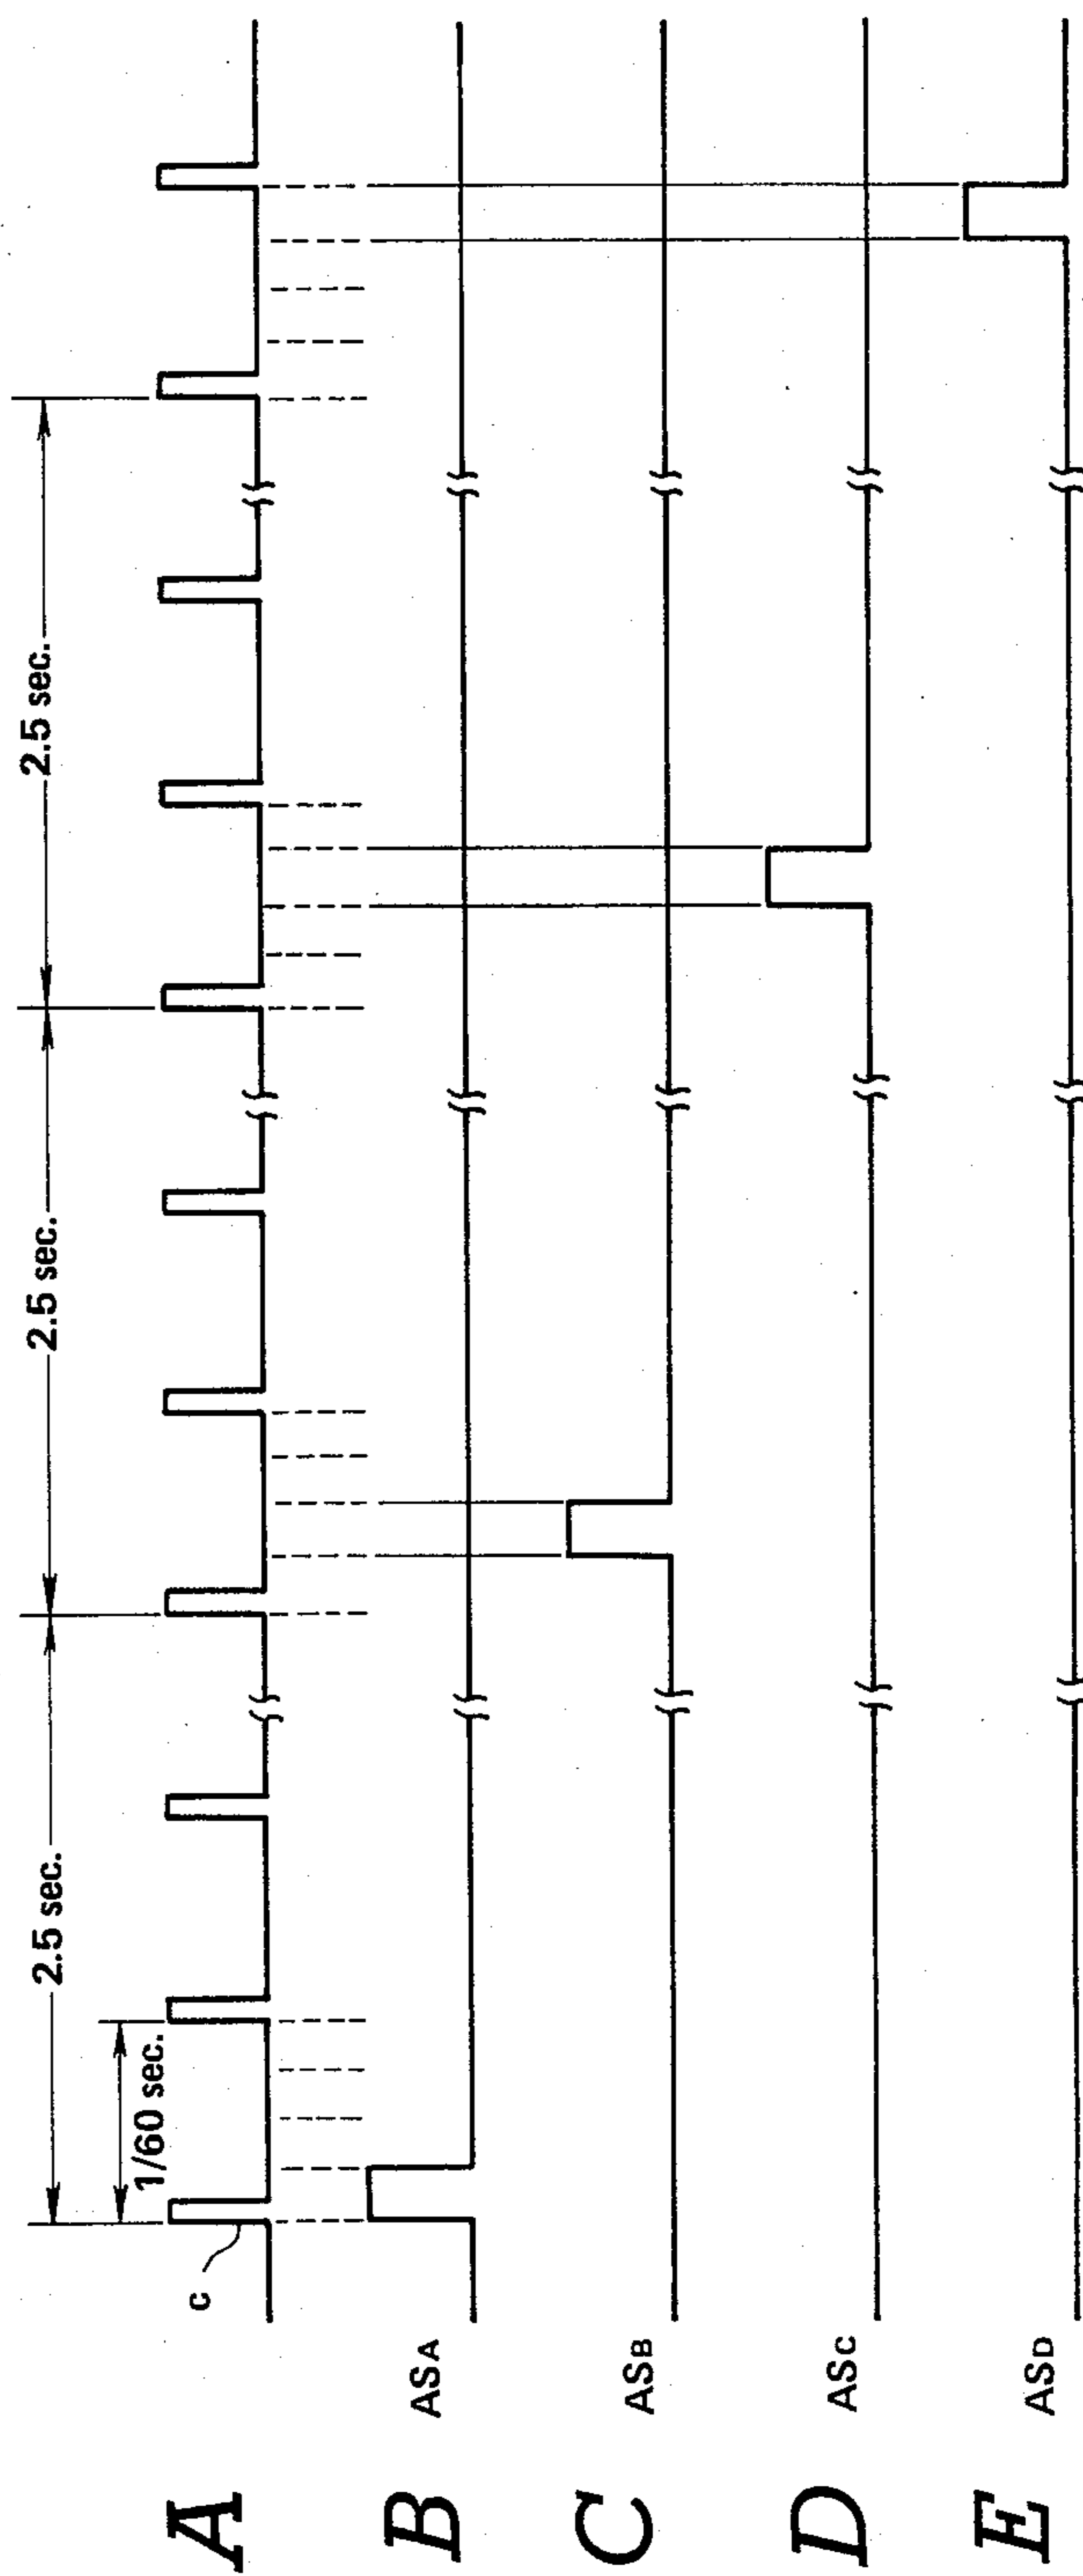 2.5 sec.
2.5 sec.
2.5 sec.
1/60 sec.
A
c
B ASA
C ASB
D ASC
E ASD